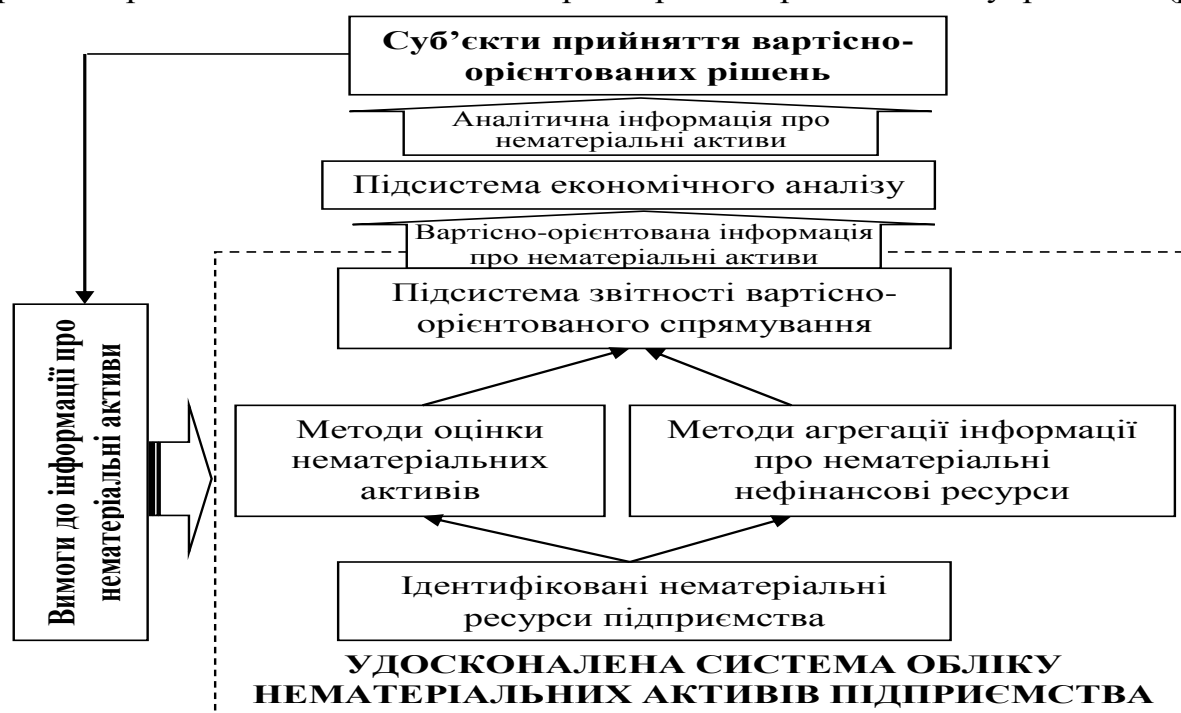 Суб’єкти прийняття вартісно-
орієнтованих рішень
Аналітична інформація про
нематеріальні активи
Підсистема економічного аналізу
Вартісно-орієнтована інформація
про нематеріальні активи
Підсистема звітності вартісно-
орієнтованого спрямування
Вимоги до інформації про
нематеріальні активи
Методи оцінки
нематеріальних
активів
Методи агрегації інформації
про нематеріальні
нефінансові ресурси
Ідентифіковані нематеріальні
ресурси підприємства
УДОСКОНАЛЕНА СИСТЕМА ОБЛІКУ
НЕМАТЕРІАЛЬНИХ АКТИВІВ ПІДПРИЄМСТВА